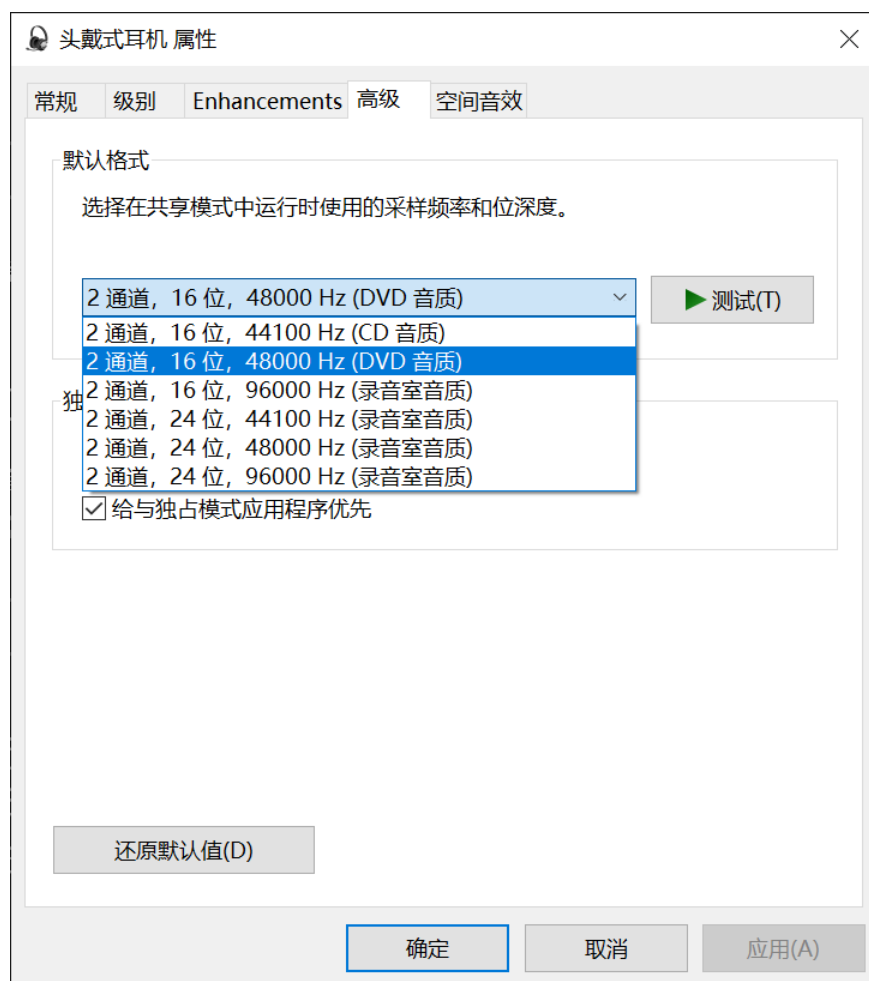 头戴式耳机 属性
常规 级别 Enhancements 高级 空间音效
默认格式
选择在共享模式中运行时使用的采样频率和位深度。
2 通道，16 位，48000 Hz (DVD 音质) 测试(T)
2 通道，16 位，44100 Hz (CD 音质)
2 通道，16 位，48000 Hz (DVD 音质)
2 通道，16 位，96000 Hz (录音室音质)
独
2 通道，24 位，44100 Hz (录音室音质)
2 通道，24 位，48000 Hz (录音室音质)
2 通道，24 位，96000 Hz (录音室音质)
给与独占模式应用程序优先
还原默认值(D)
确定 取消 应用(A)